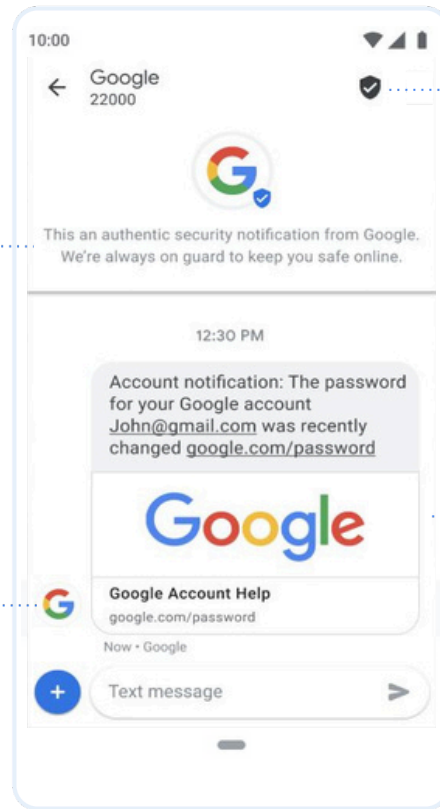 10:00
Google
22000
This an authentic security notification from Google.
We're always on guard to keep you safe online.
12:30 PM
Account notification: The password
for your Google account
John@gmail.com was recently
changed google.com/password
Google
Google Account Help
google.com/password
Now • Google
Text message